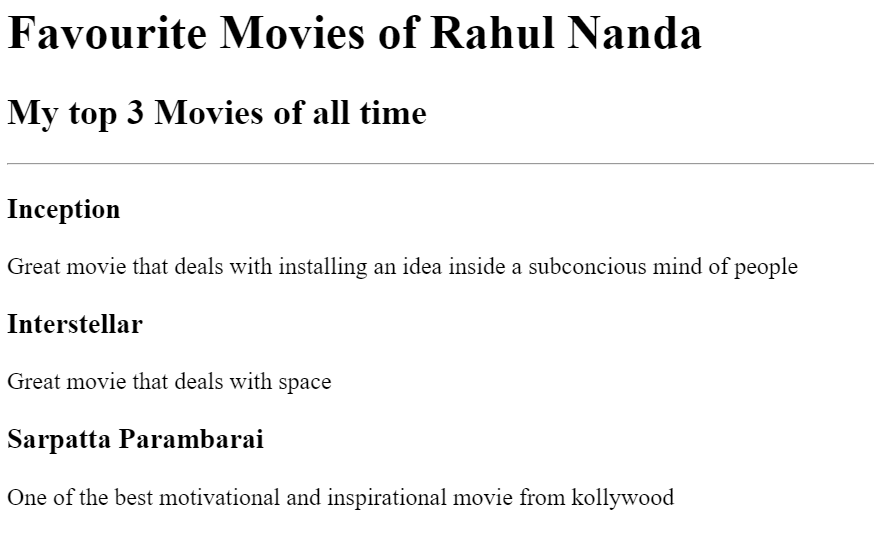 Favourite Movies of Rahul Nanda
My top 3 Movies of all time
Inception
Great movie that deals with installing an idea inside a subconcious mind of people
Interstellar
Great movie that deals with space
Sarpatta Parambarai
One of the best motivational and inspirational movie from kollywood